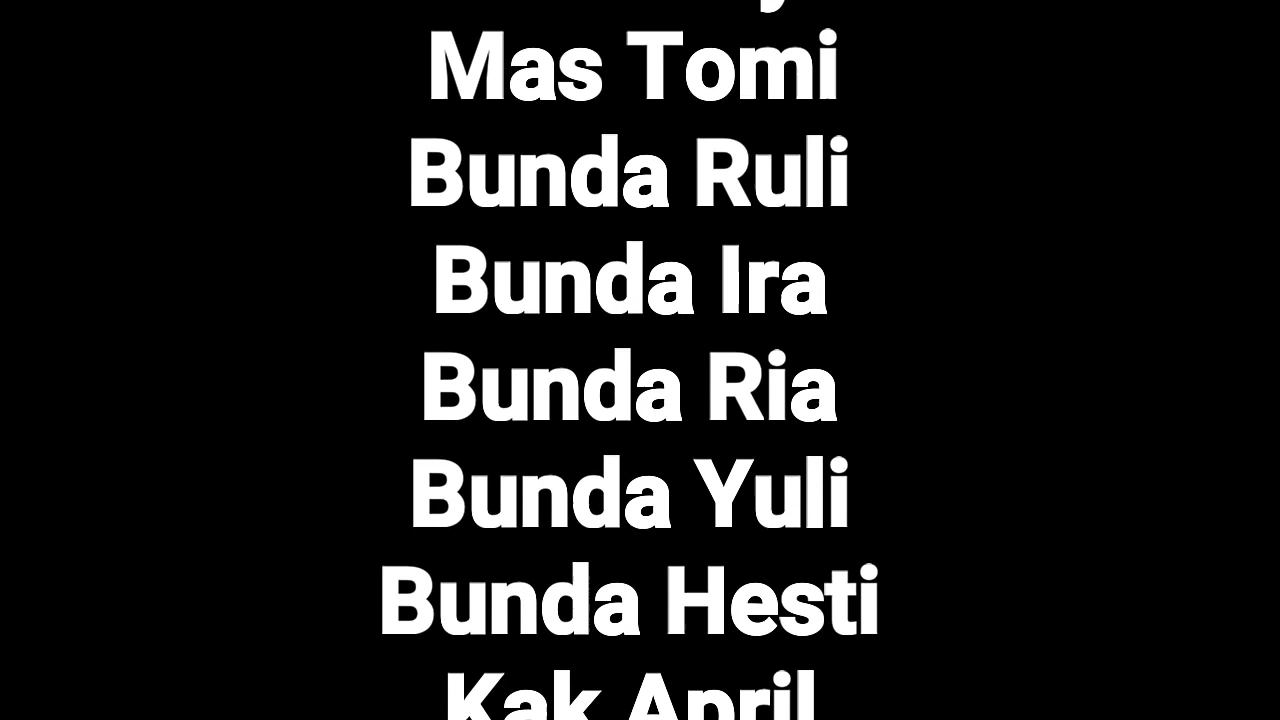 Mas Tomi
Bunda Ruli
Bunda Ira
Bunda Ria
Bunda Yuli
Bunda Hesti
Kak April